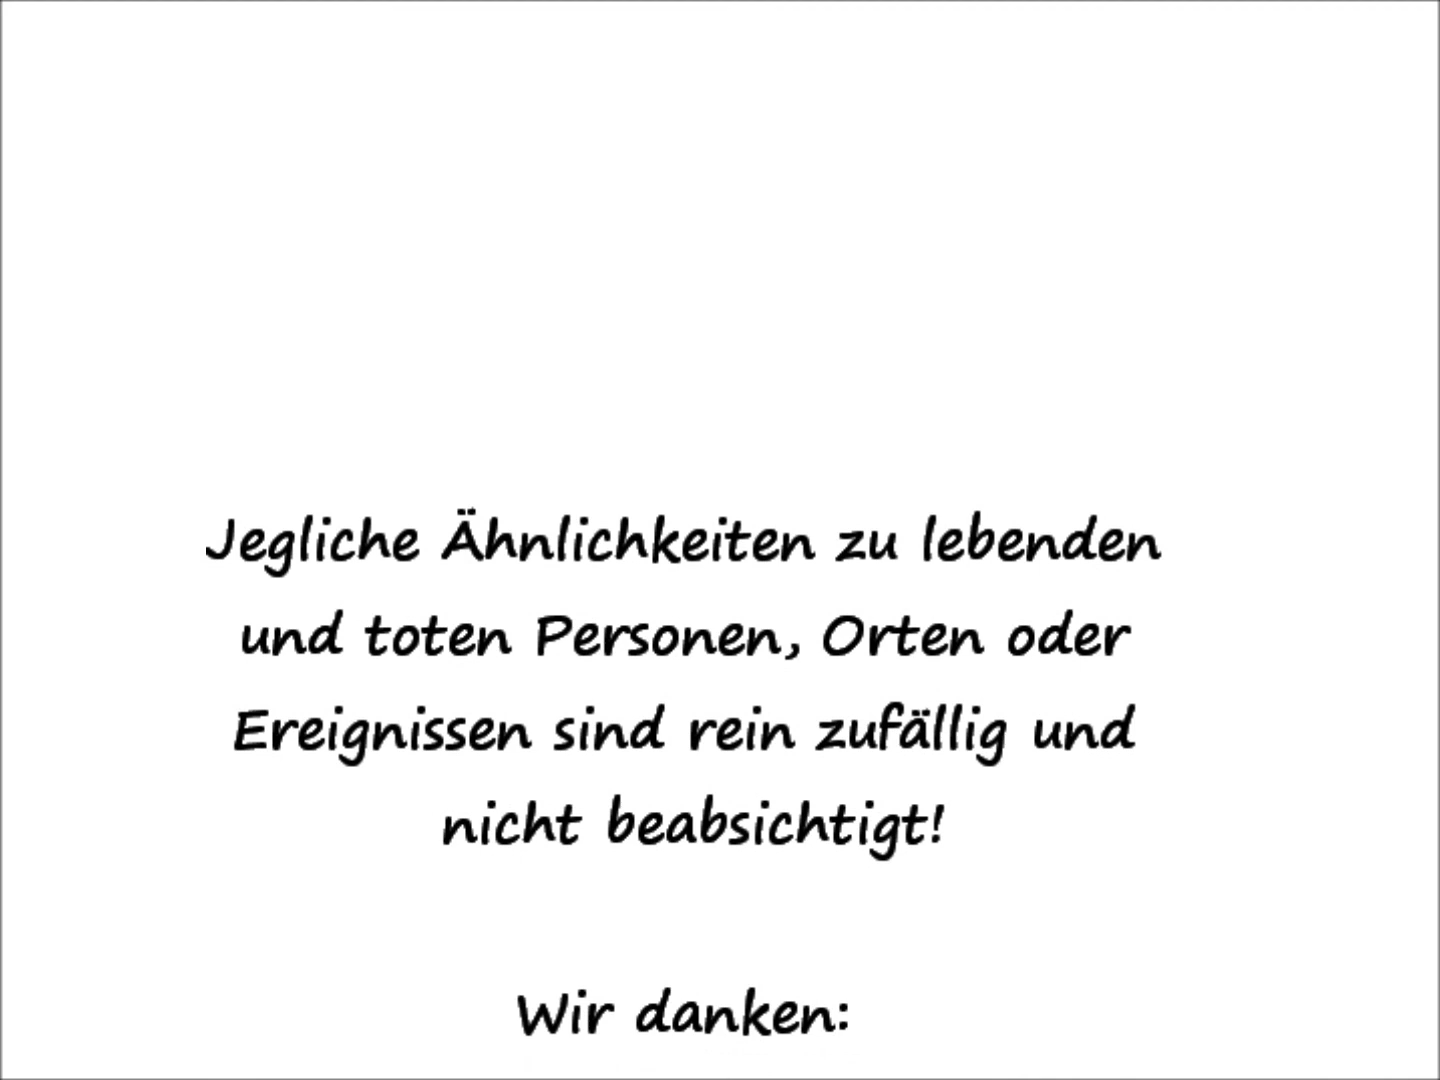 Jegliche Ähnlichkeiten zu lebenden
und toten Personen, Orten oder
Ereignissen sind rein zufällig und
nicht beabsichtigt!
Wir danken: